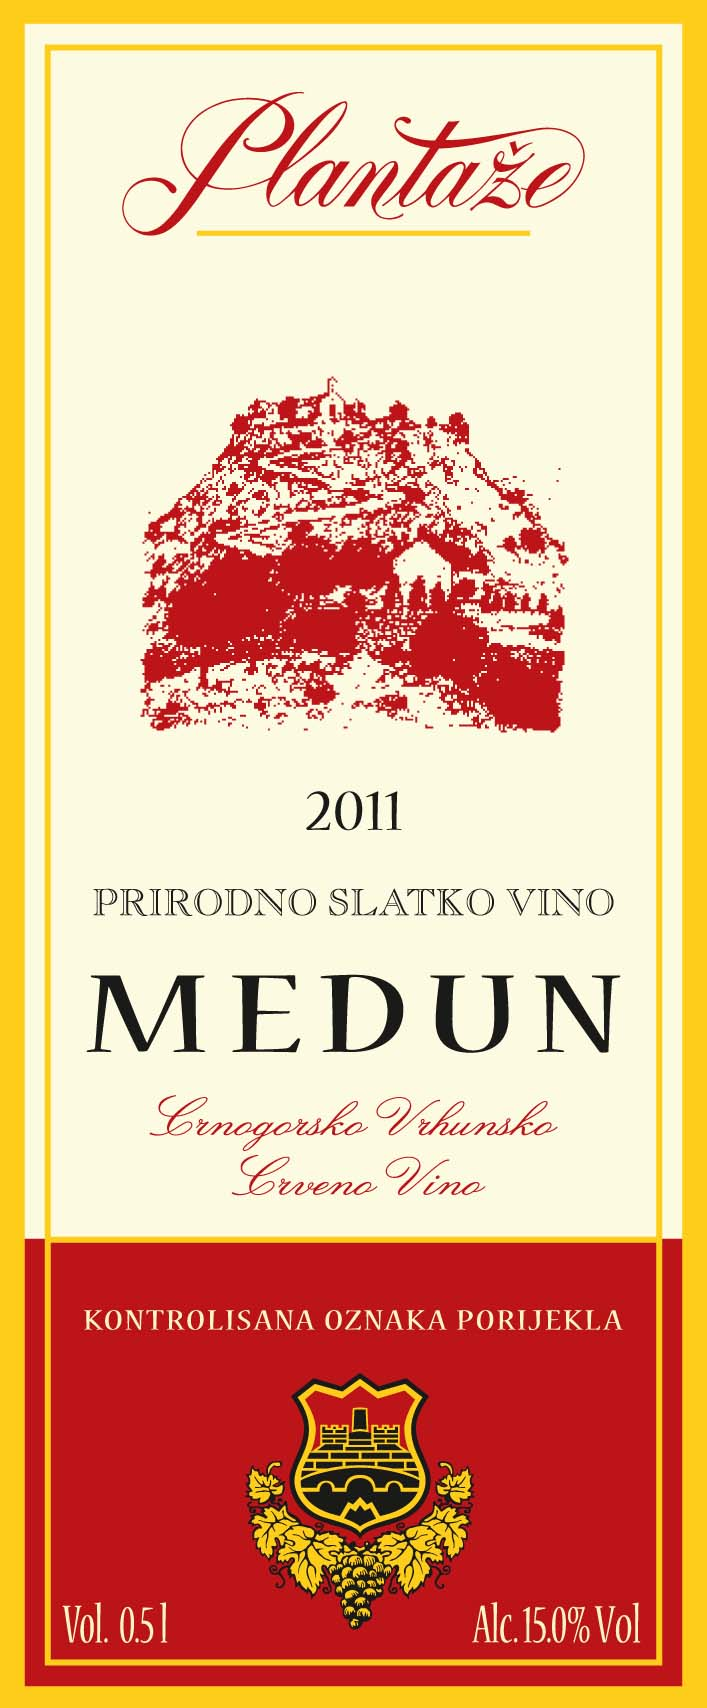 Plantaže
2011
PRIRODNO SLATKO VINO
MEDUN
Crnogorsko Vrhunsko
Crveno Vino
KONTROLISANA OZNAKA PORIJEKLA
Vol. 0.5 l
Alc. 15.0% Vol